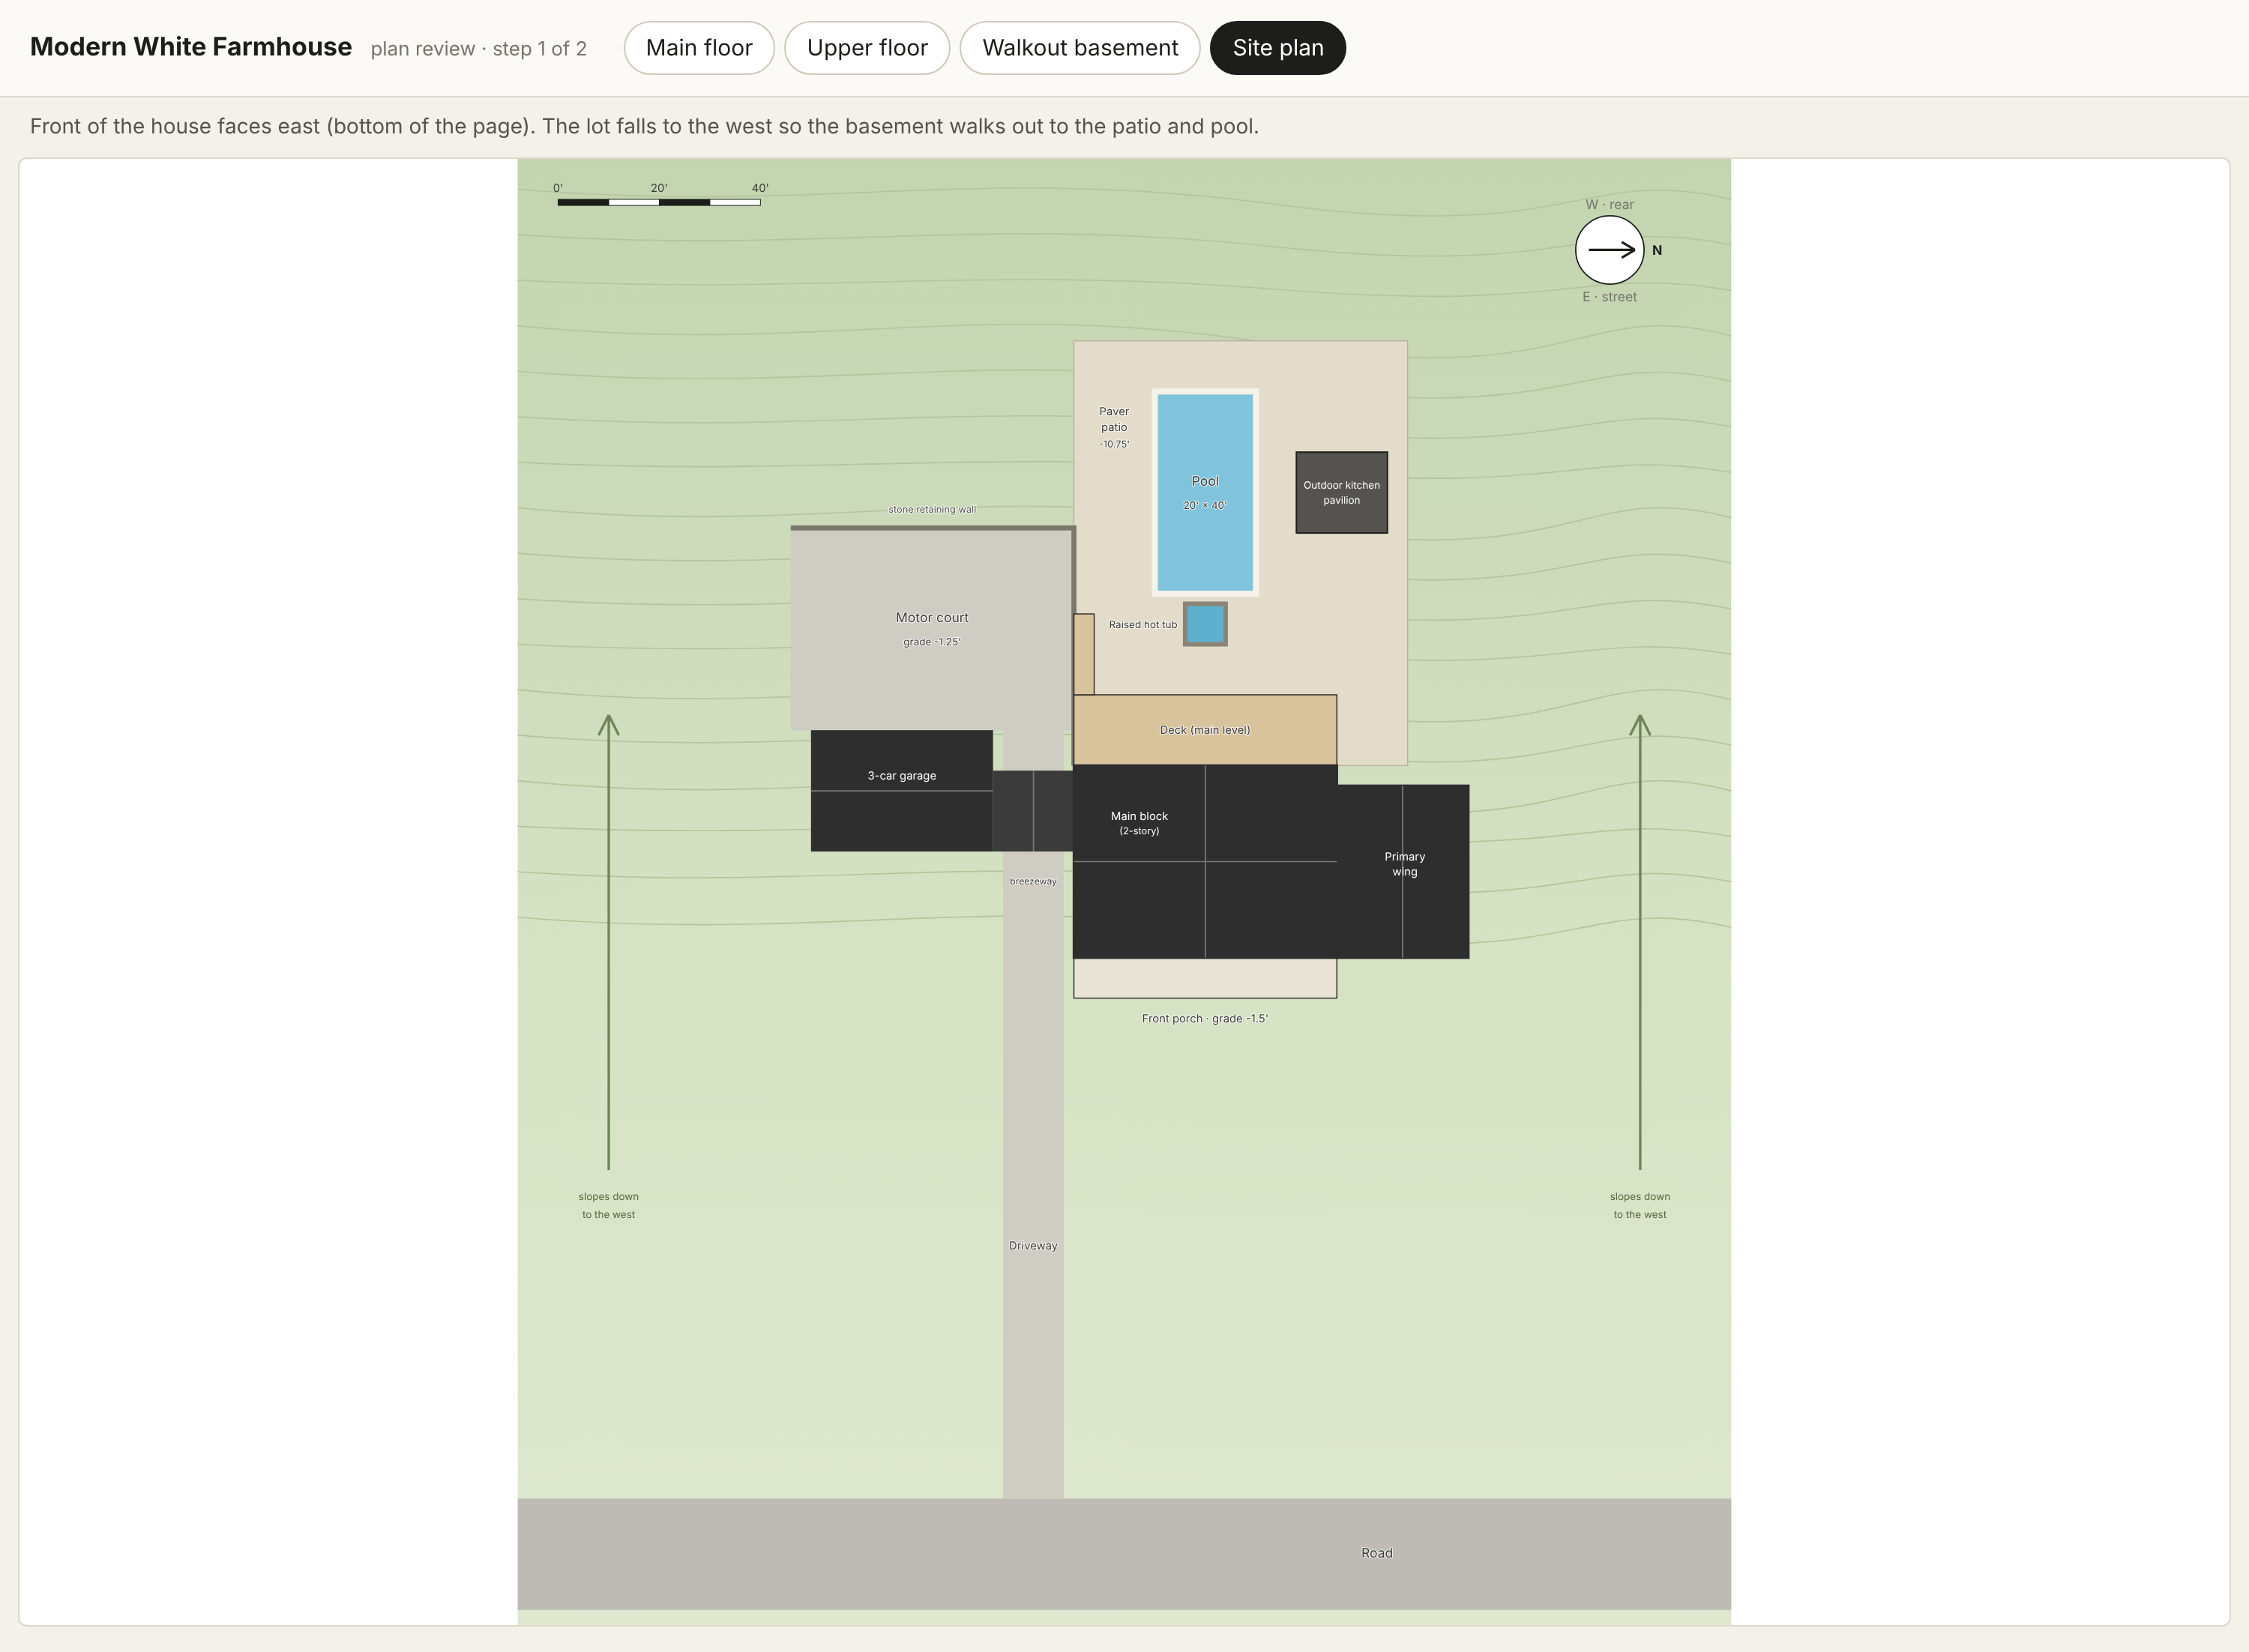 Modern White Farmhouse plan review · step 1 of 2 Main floor Upper floor Walkout basement Site plan
Front of the house faces east (bottom of the page). The lot falls to the west so the basement walks out to the patio and pool.
0' 20' 40'
W · rear
N
E · street
Paver
patio
-10.75'
Pool
20' × 40'
Outdoor kitchen
pavilion
stone retaining wall
Motor court
grade -1.25'
Raised hot tub
Deck (main level)
3-car garage
Main block
(2-story)
Primary
wing
breezeway
Front porch · grade -1.5'
slopes down
to the west
slopes down
to the west
Driveway
Road